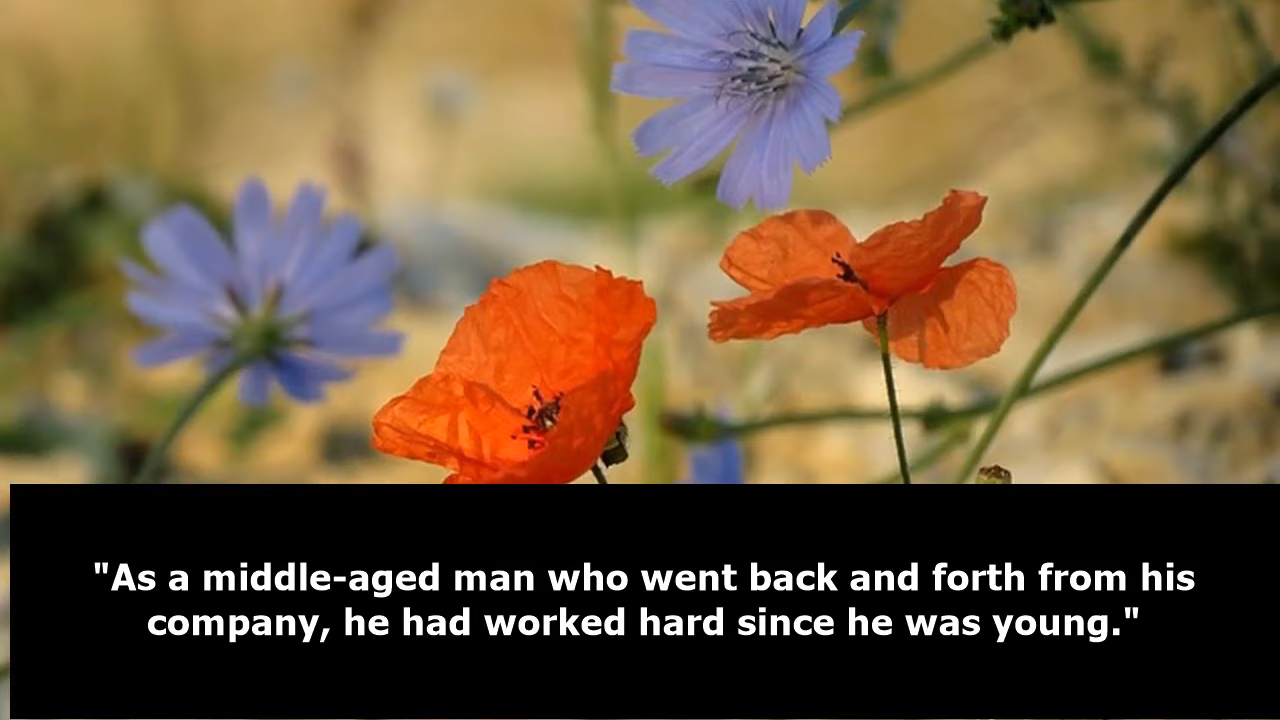 "As a middle-aged man who went back and forth from his
company, he had worked hard since he was young."